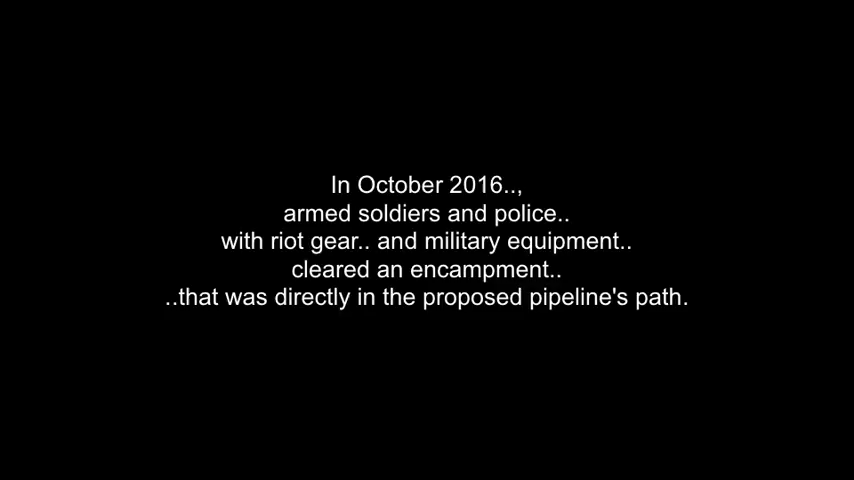 In October 2016..,
armed soldiers and police..
with riot gear.. and military equipment..
cleared an encampment..
..that was directly in the proposed pipeline's path.